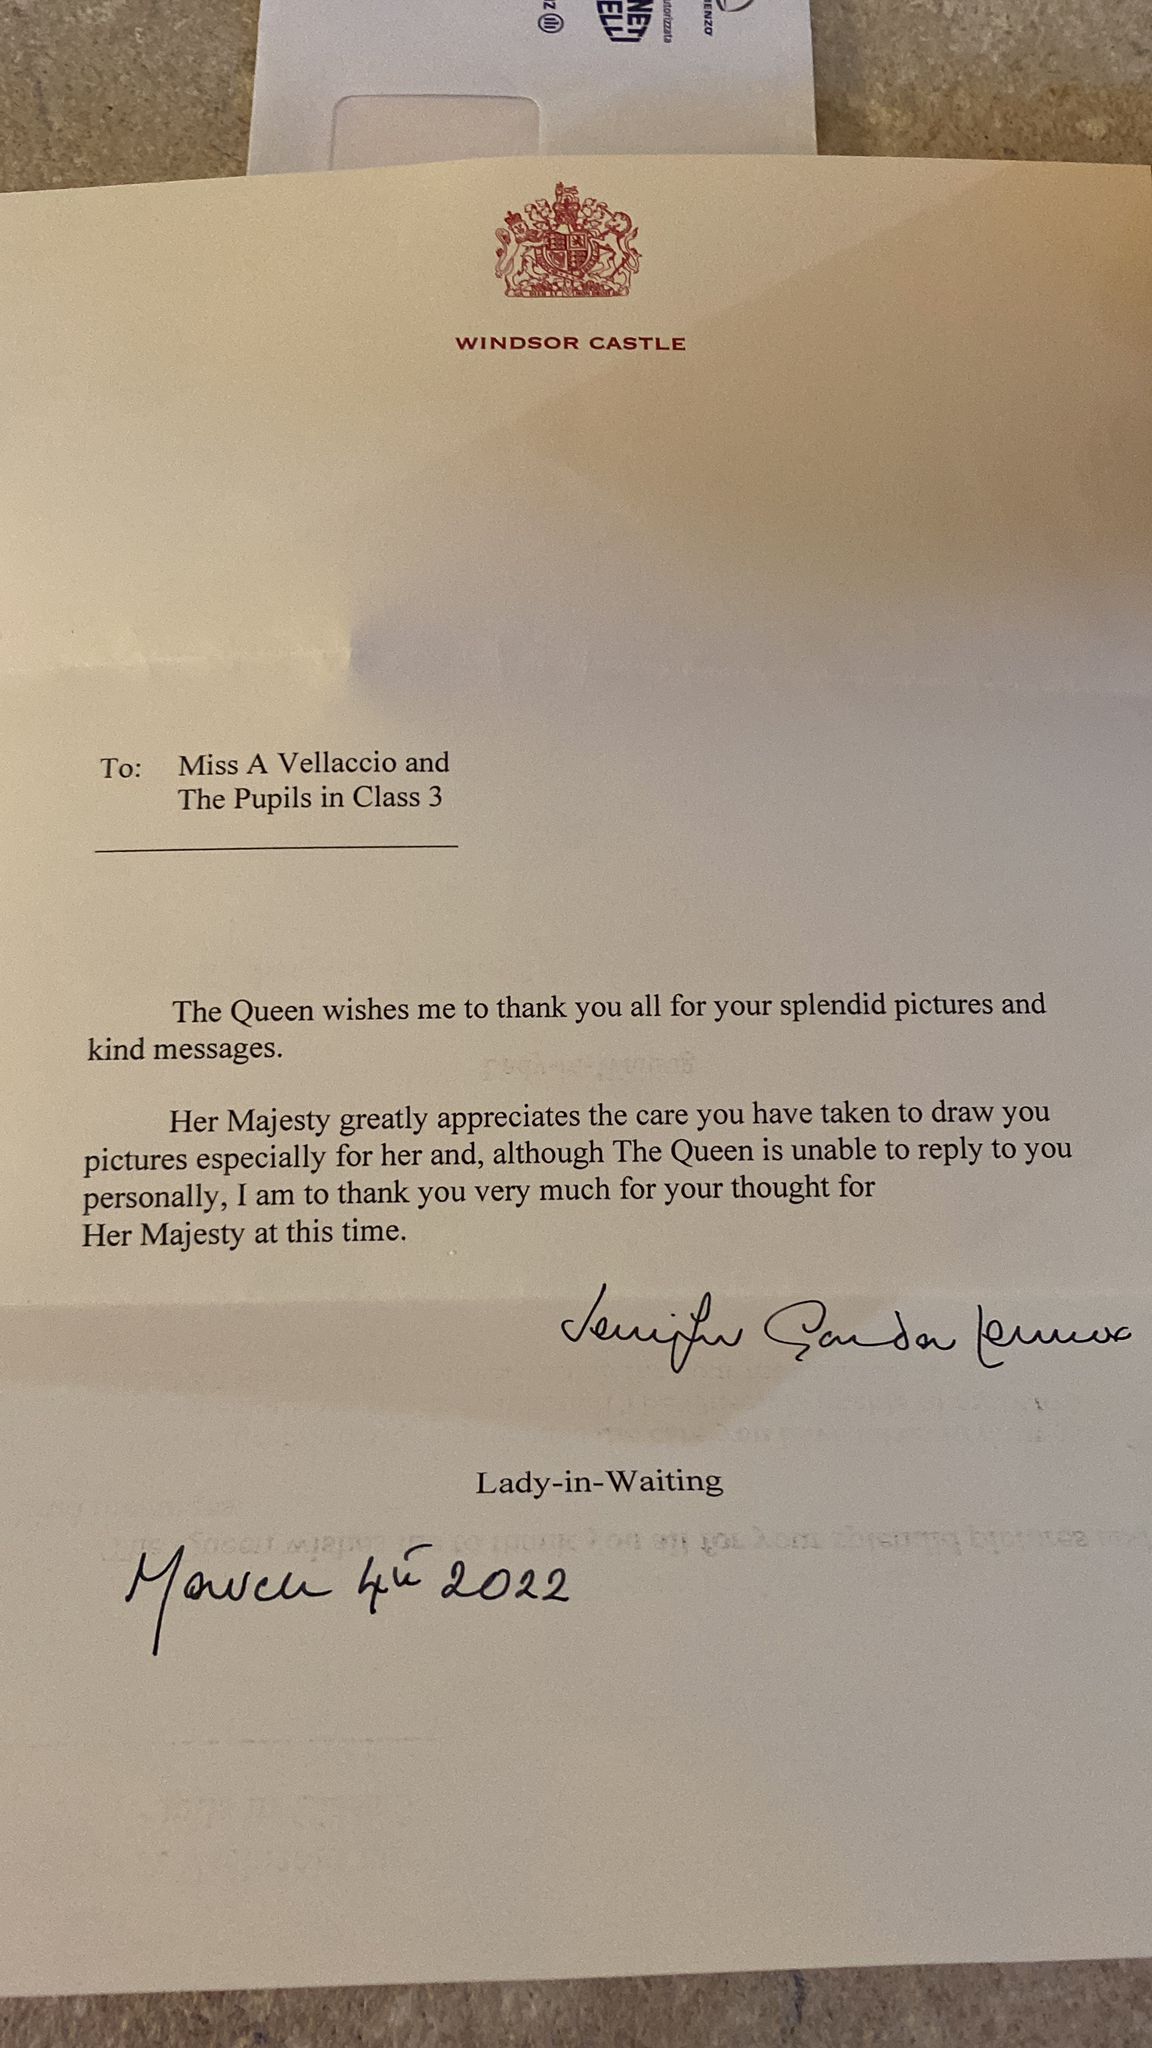 WINDSOR CASTLE
To: Miss A Vellaccio and
The Pupils in Class 3
The Queen wishes me to thank you all for your splendid pictures and
kind messages.
Her Majesty greatly appreciates the care you have taken to draw you
pictures especially for her and, although The Queen is unable to reply to you
personally, I am to thank you very much for your thought for
Her Majesty at this time.
Jennifer Gordon Lennox
Lady-in-Waiting
March 4th 2022